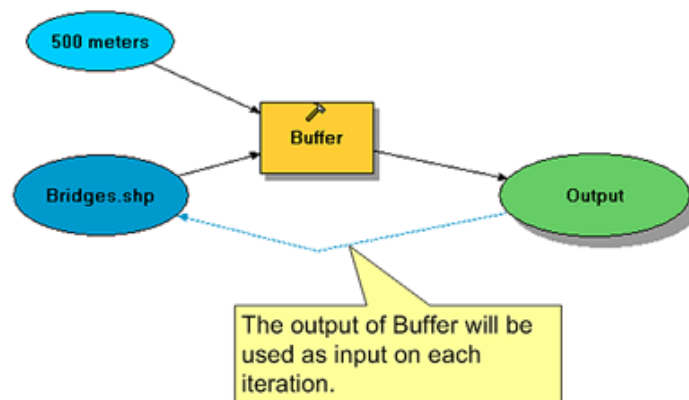 500 meters
Buffer
Bridges.shp
Output
The output of Buffer will be
used as input on each
iteration.